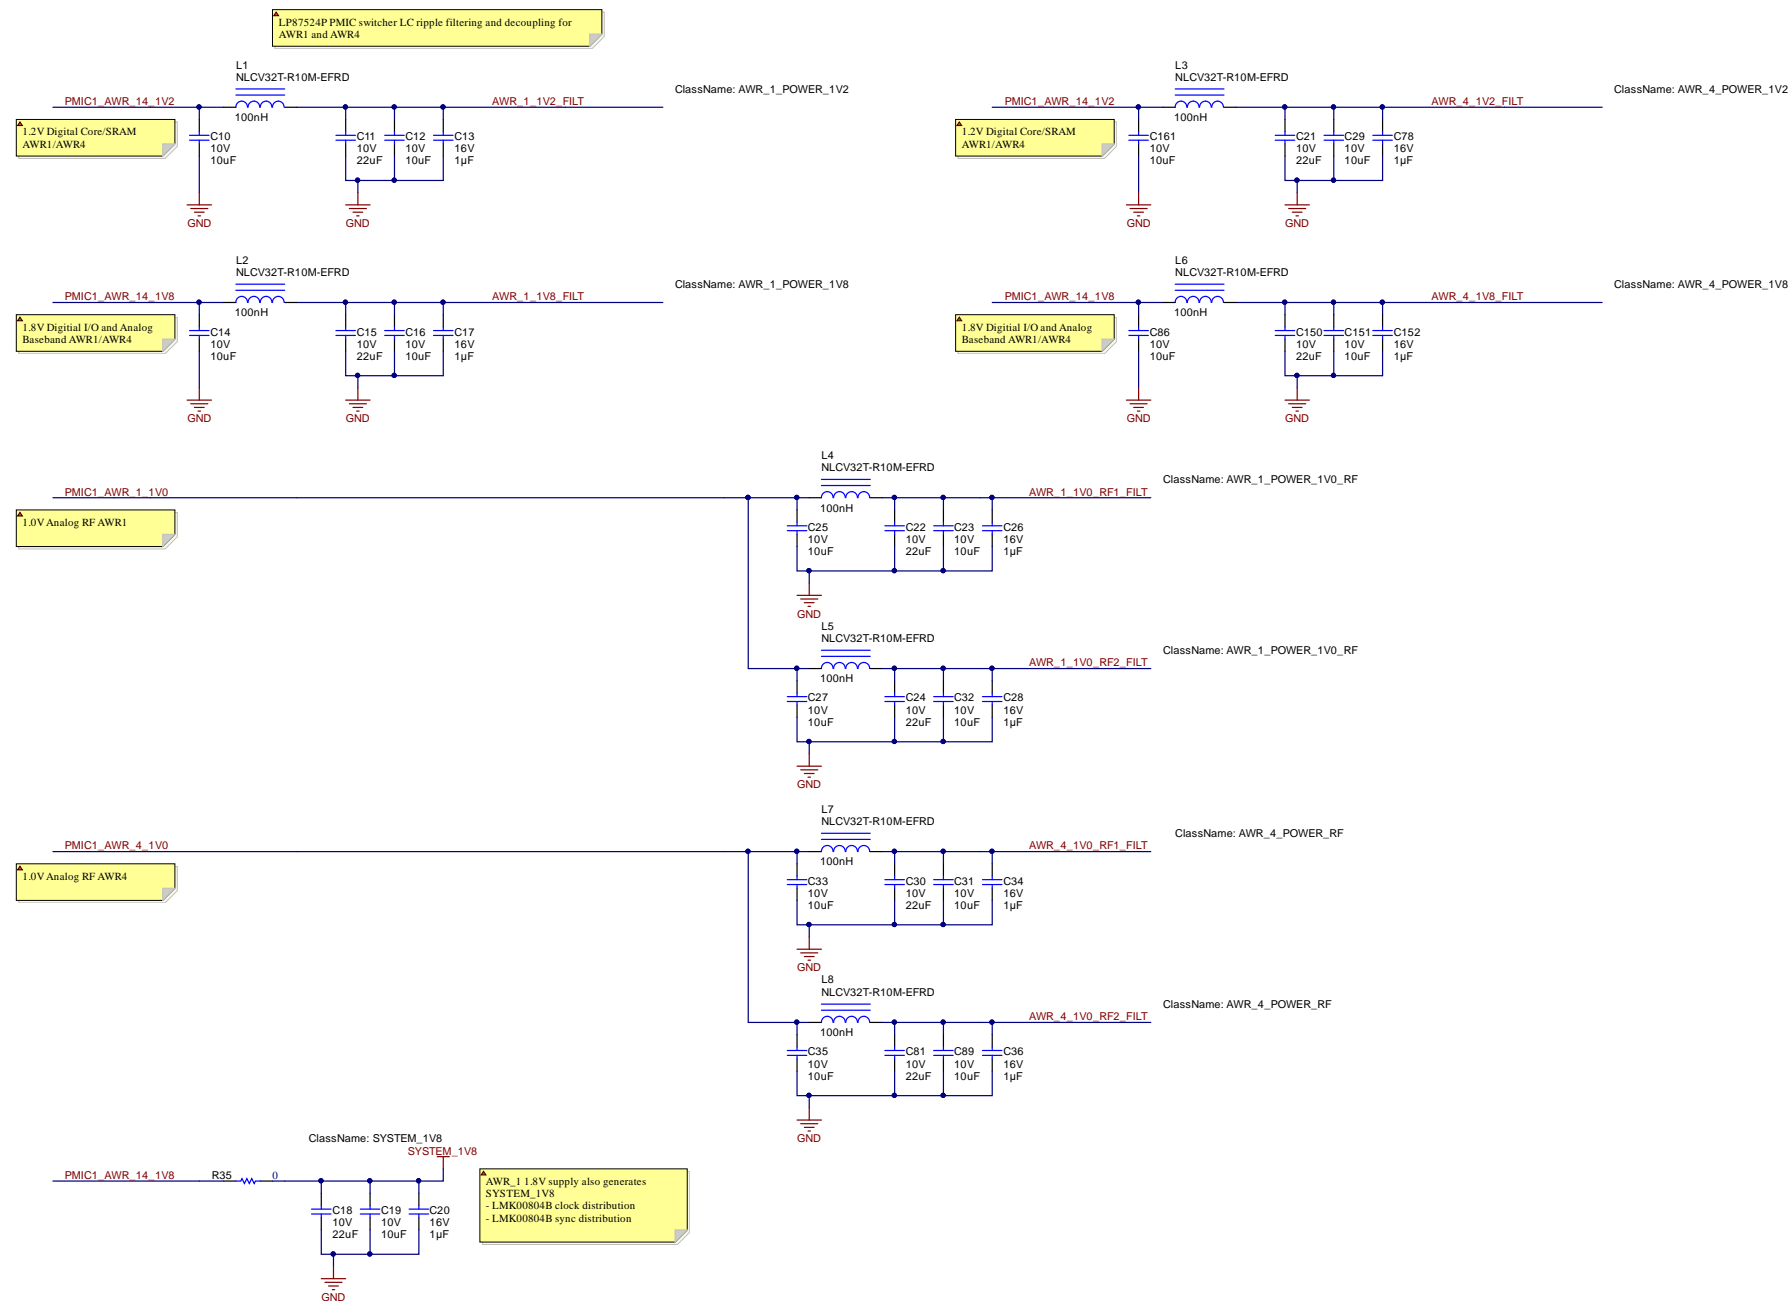 LP87524P PMIC switcher LC ripple filtering and decoupling for
AWR1 and AWR4
L1
NLCV32T-R10M-EFRD
100nH
PMIC1_AWR_14_1V2
AWR_1_1V2_FILT
ClassName: AWR_1_POWER_1V2
1.2V Digital Core/SRAM
AWR1/AWR4
C10
10V
10uF
C11
10V
22uF
C12
10V
10uF
C13
16V
1µF
GND
GND
L3
NLCV32T-R10M-EFRD
100nH
PMIC1_AWR_14_1V2
AWR_4_1V2_FILT
ClassName: AWR_4_POWER_1V2
1.2V Digital Core/SRAM
AWR1/AWR4
C161
10V
10uF
C21
10V
22uF
C29
10V
10uF
C78
16V
1µF
GND
GND
L2
NLCV32T-R10M-EFRD
100nH
PMIC1_AWR_14_1V8
AWR_1_1V8_FILT
ClassName: AWR_1_POWER_1V8
1.8V Digitial I/O and Analog
Baseband AWR1/AWR4
C14
10V
10uF
C15
10V
22uF
C16
10V
10uF
C17
16V
1µF
GND
GND
L6
NLCV32T-R10M-EFRD
100nH
PMIC1_AWR_14_1V8
AWR_4_1V8_FILT
ClassName: AWR_4_POWER_1V8
1.8V Digitial I/O and Analog
Baseband AWR1/AWR4
C86
10V
10uF
C150
10V
22uF
C151
10V
10uF
C152
16V
1µF
GND
GND
L4
NLCV32T-R10M-EFRD
100nH
PMIC1_AWR_1_1V0
AWR_1_1V0_RF1_FILT
ClassName: AWR_1_POWER_1V0_RF
1.0V Analog RF AWR1
C25
10V
10uF
C22
10V
22uF
C23
10V
10uF
C26
16V
1µF
GND
L5
NLCV32T-R10M-EFRD
100nH
AWR_1_1V0_RF2_FILT
ClassName: AWR_1_POWER_1V0_RF
C27
10V
10uF
C24
10V
22uF
C32
10V
10uF
C28
16V
1µF
GND
L7
NLCV32T-R10M-EFRD
100nH
PMIC1_AWR_4_1V0
AWR_4_1V0_RF1_FILT
ClassName: AWR_4_POWER_RF
1.0V Analog RF AWR4
C33
10V
10uF
C30
10V
22uF
C31
10V
10uF
C34
16V
1µF
GND
L8
NLCV32T-R10M-EFRD
100nH
AWR_4_1V0_RF2_FILT
ClassName: AWR_4_POWER_RF
C35
10V
10uF
C81
10V
22uF
C89
10V
10uF
C36
16V
1µF
GND
ClassName: SYSTEM_1V8
SYSTEM_1V8
PMIC1_AWR_14_1V8
R35
0
C18
10V
22uF
C19
10V
10uF
C20
16V
1µF
GND
AWR_1 1.8V supply also generates
SYSTEM_1V8
- LMK00804B clock distribution
- LMK00804B sync distribution